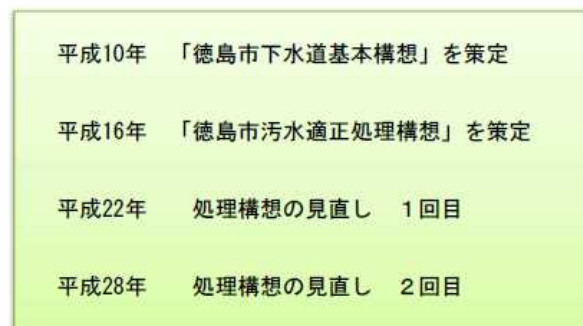 平成10年　「徳島市下水道基本構想」を策定
平成16年　「徳島市汚水適正処理構想」を策定
平成22年　　処理構想の見直し　１回目
平成28年　　処理構想の見直し　２回目